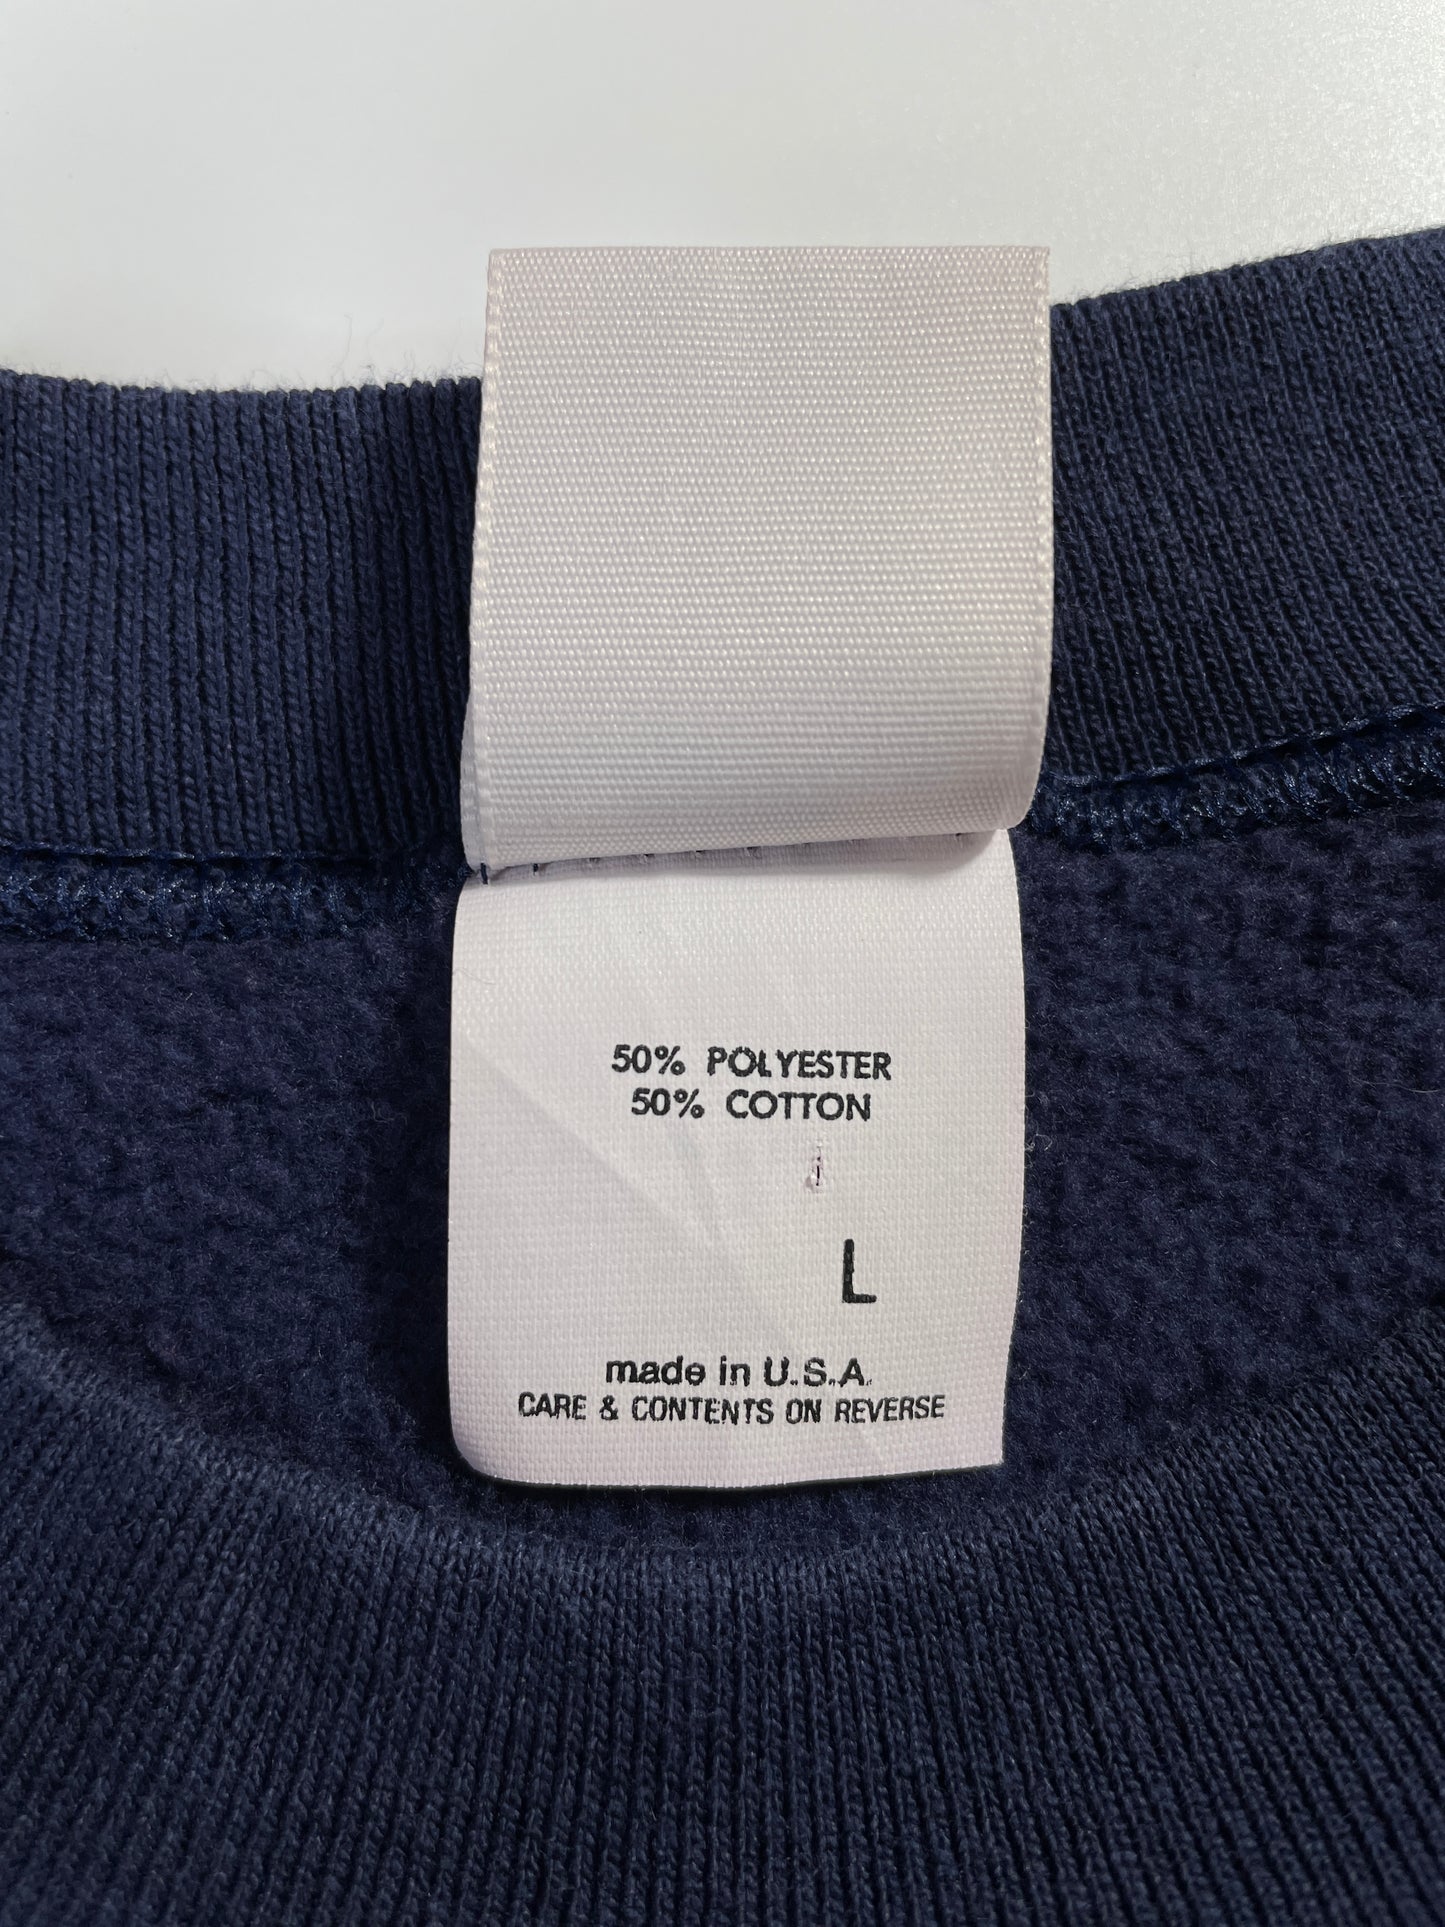 50% POLYESTER
50% COTTON
L
made in U.S.A.
CARE & CONTENTS ON REVERSE